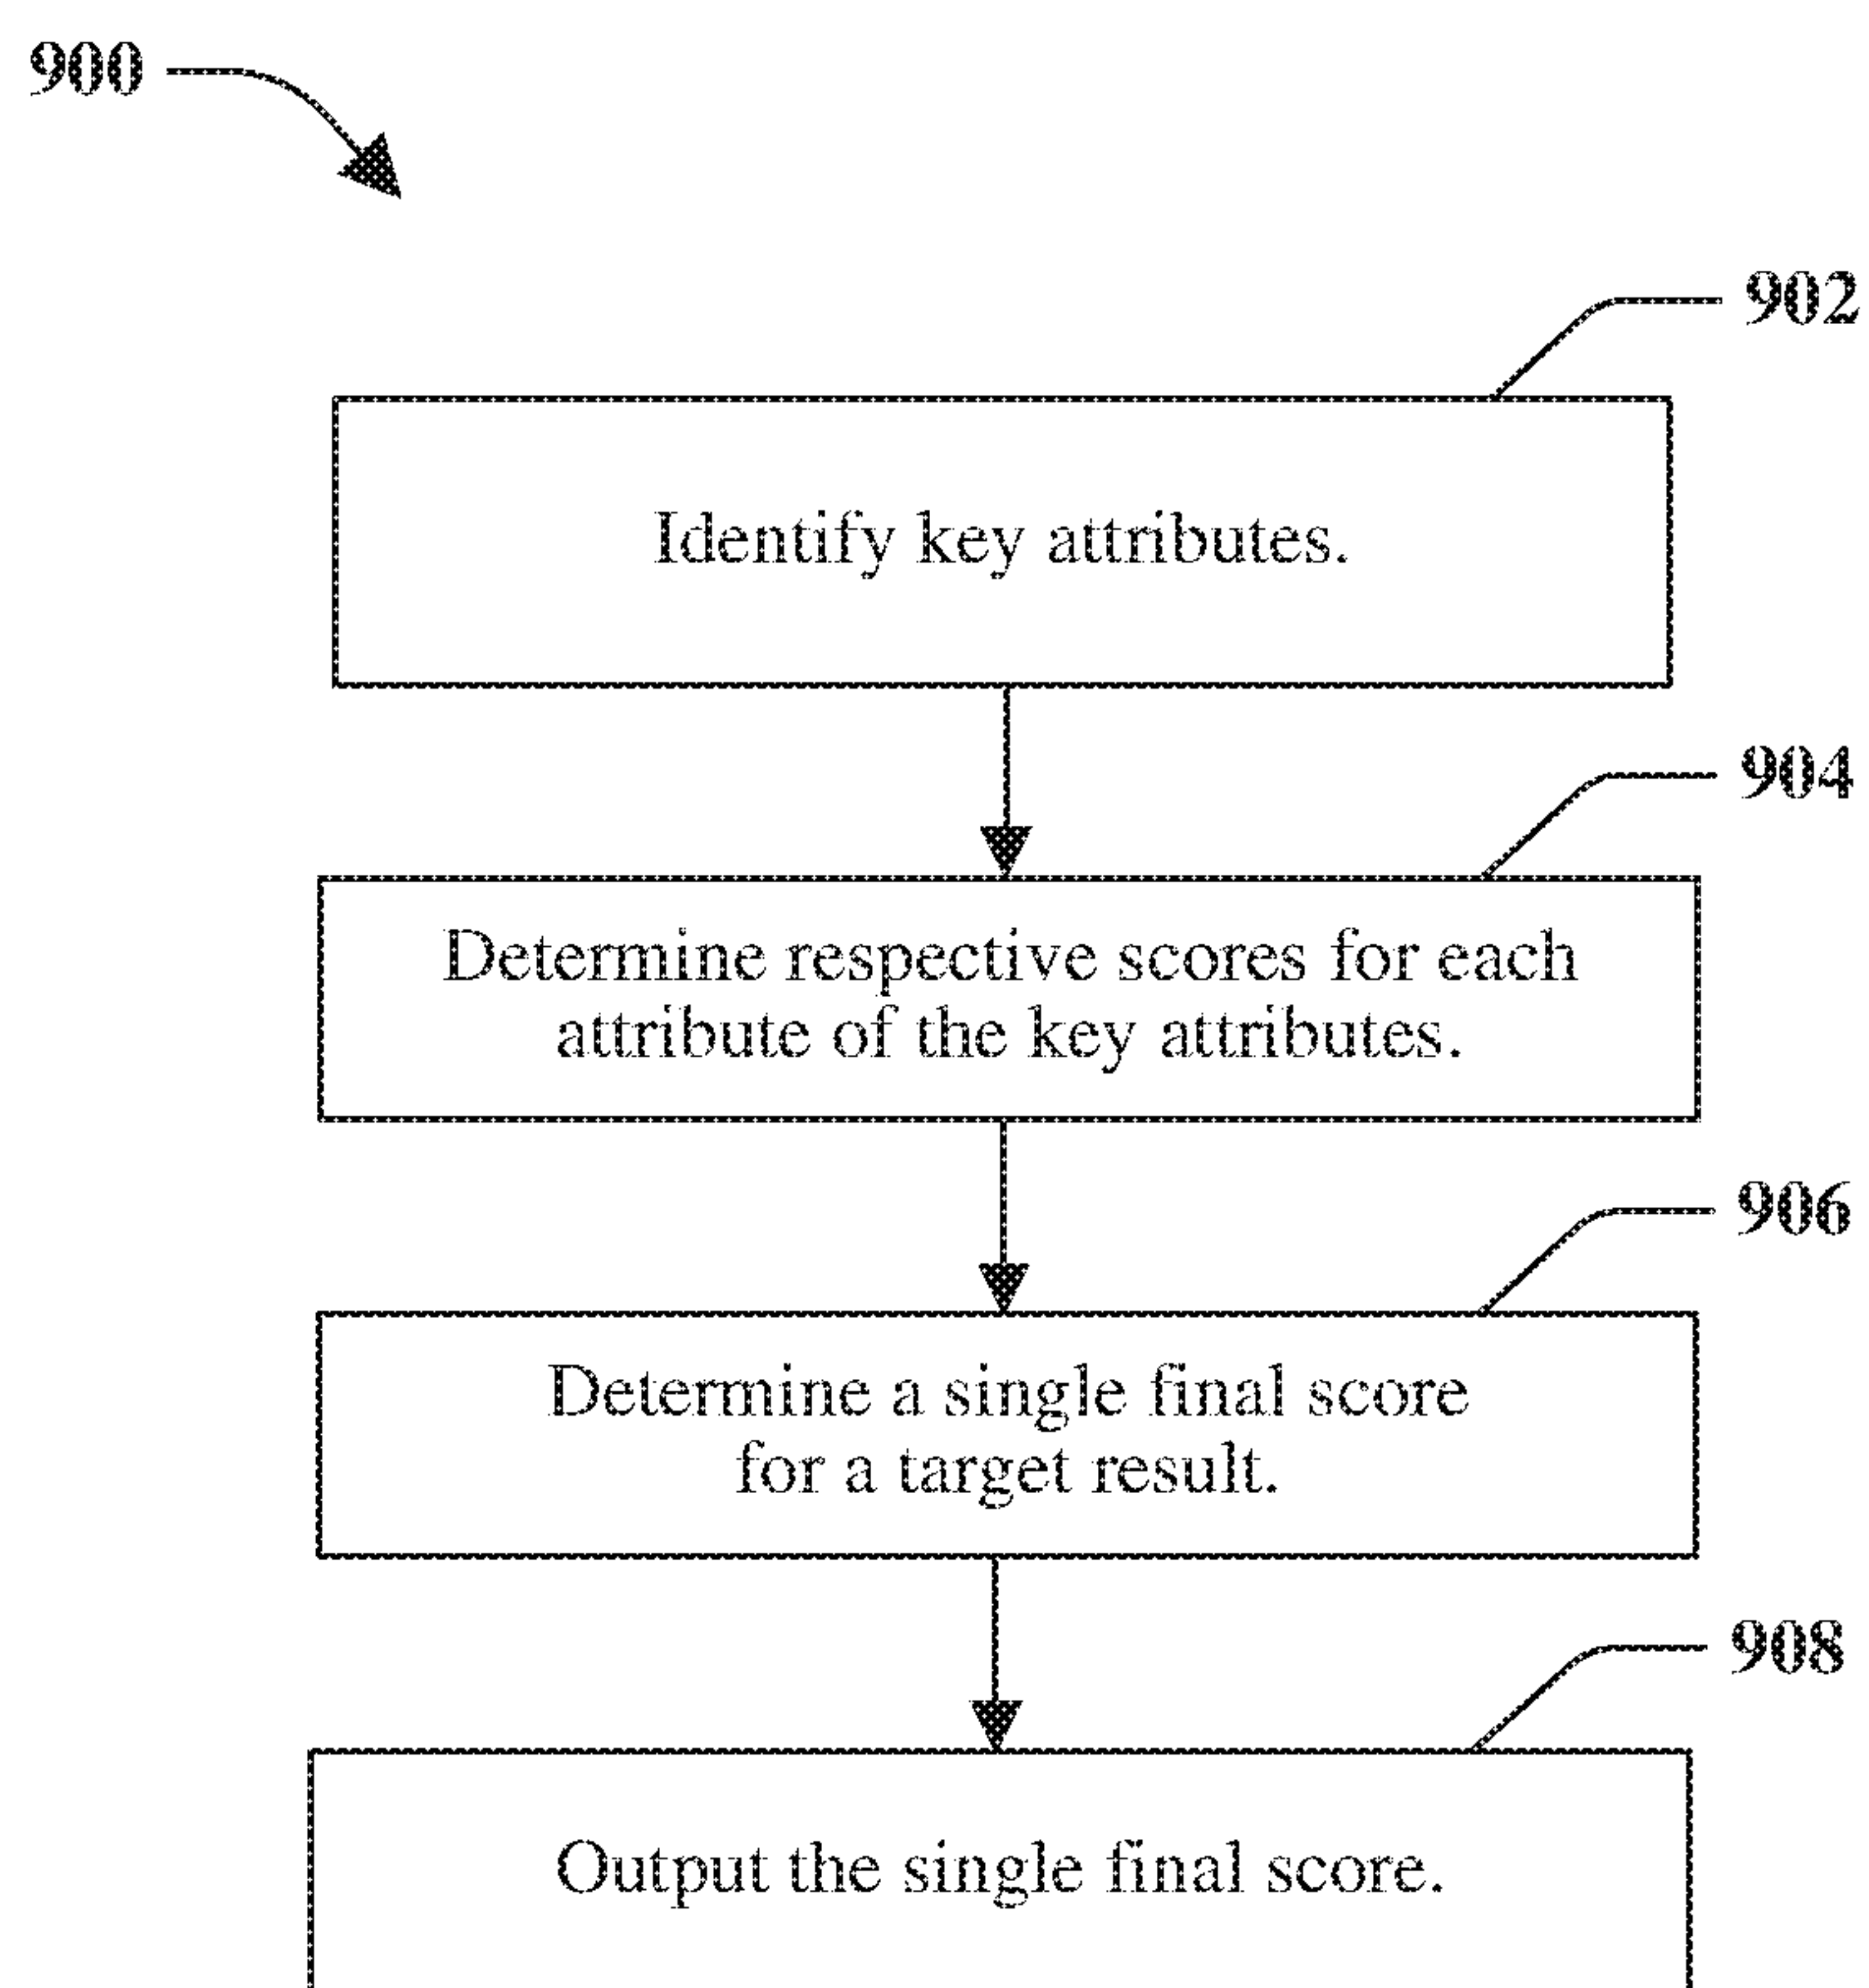 900
902
Identify key attributes.
904
Determine respective scores for each
attribute of the key attributes.
906
Determine a single final score
for a target result.
908
Output the single final score.